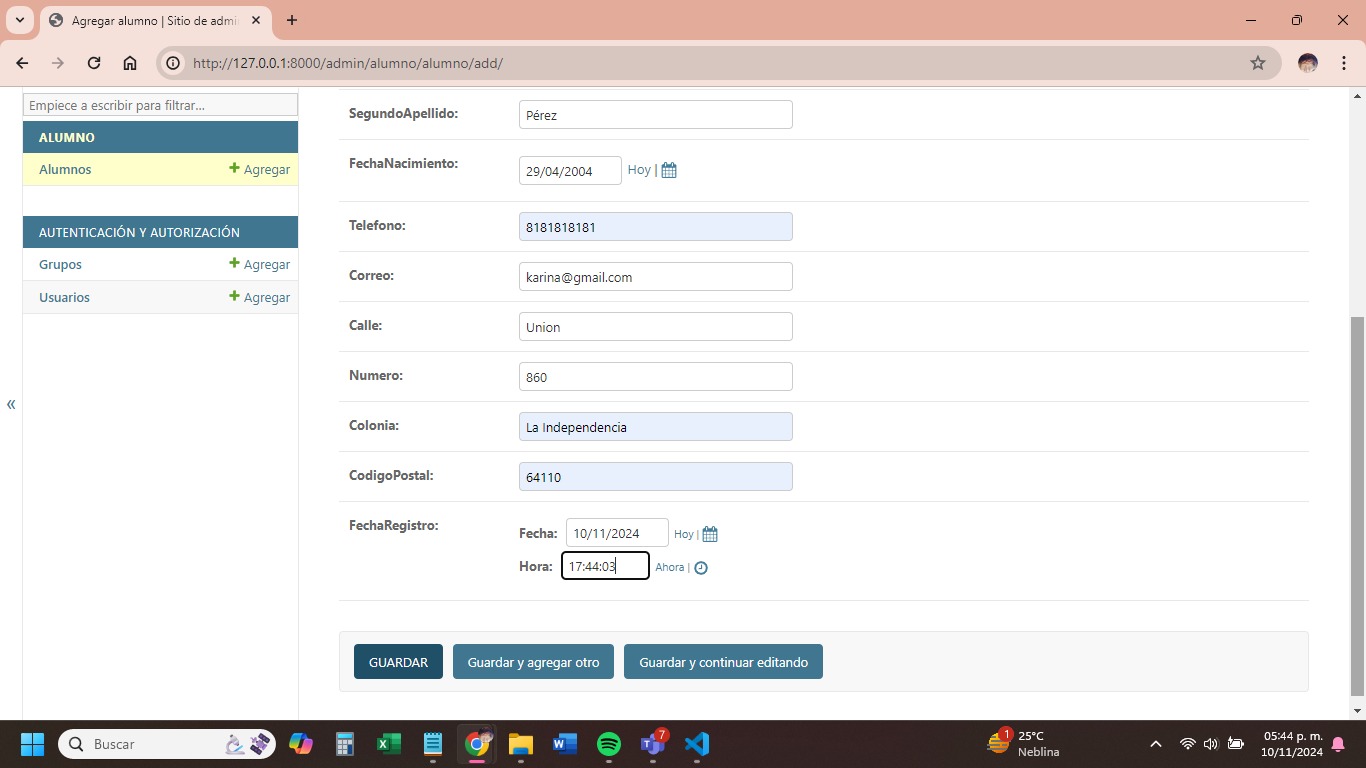 Agregar alumno | Sitio de admi
http://127.0.0.1:8000/admin/alumno/alumno/add/
Empiece a escribir para filtrar...
ALUMNO
Alumnos
Agregar
AUTENTICACIÓN Y AUTORIZACIÓN
Grupos
Agregar
Usuarios
Agregar
«
SegundoApellido:
Pérez
FechaNacimiento:
29/04/2004
Hoy |
Telefono:
8181818181
Correo:
karina@gmail.com
Calle:
Union
Numero:
860
Colonia:
La Independencia
CodigoPostal:
64110
FechaRegistro:
Fecha:
10/11/2024
Hoy |
Hora:
17:44:03
Ahora |
GUARDAR
Guardar y agregar otro
Guardar y continuar editando
Buscar
7
1
25°C
Neblina
05:44 p. m.
10/11/2024